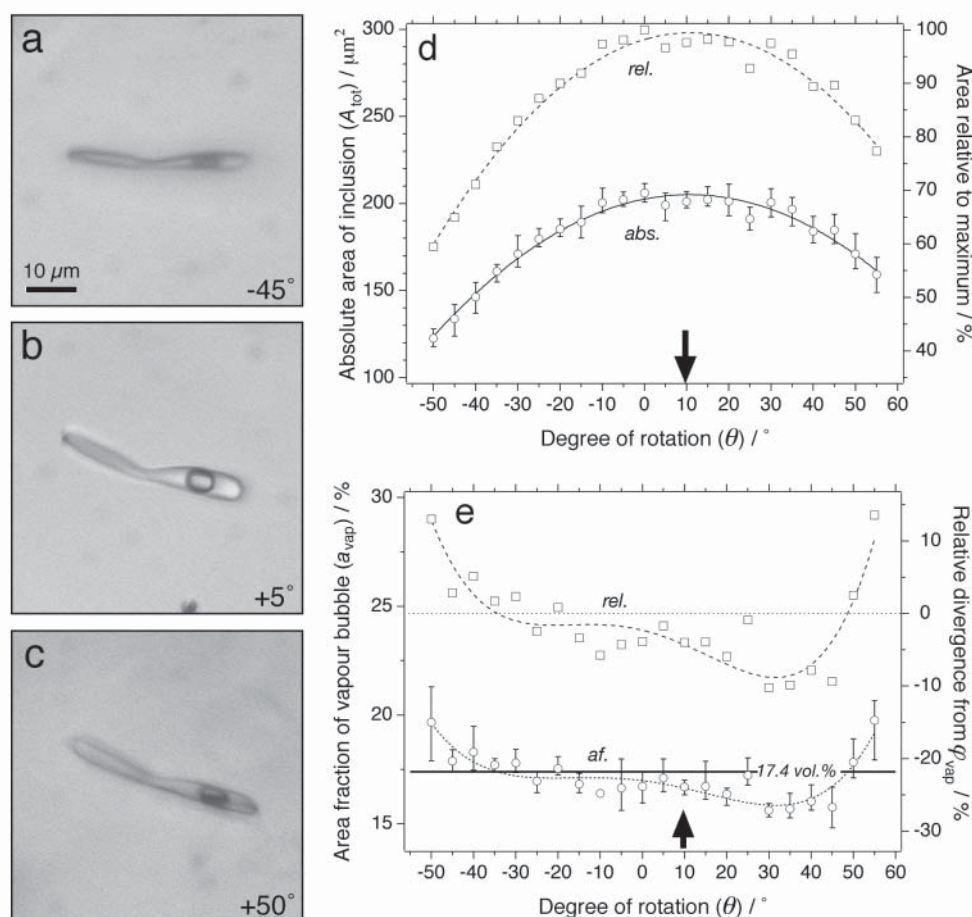 a
10 µm
-45°
b
+5°
c
+50°
d
rel.
abs.
Absolute area of inclusion (A_tot) / µm²
300
250
200
150
100
Area relative to maximum / %
100
90
80
70
60
50
40
-50 -40 -30 -20 -10 0 10 20 30 40 50 60
Degree of rotation (θ) / °
e
rel.
af.
17.4 vol.%
Area fraction of vapour bubble (a_vap) / %
30
25
20
15
Relative divergence from φ_vap / %
10
0
-10
-20
-30
-50 -40 -30 -20 -10 0 10 20 30 40 50 60
Degree of rotation (θ) / °